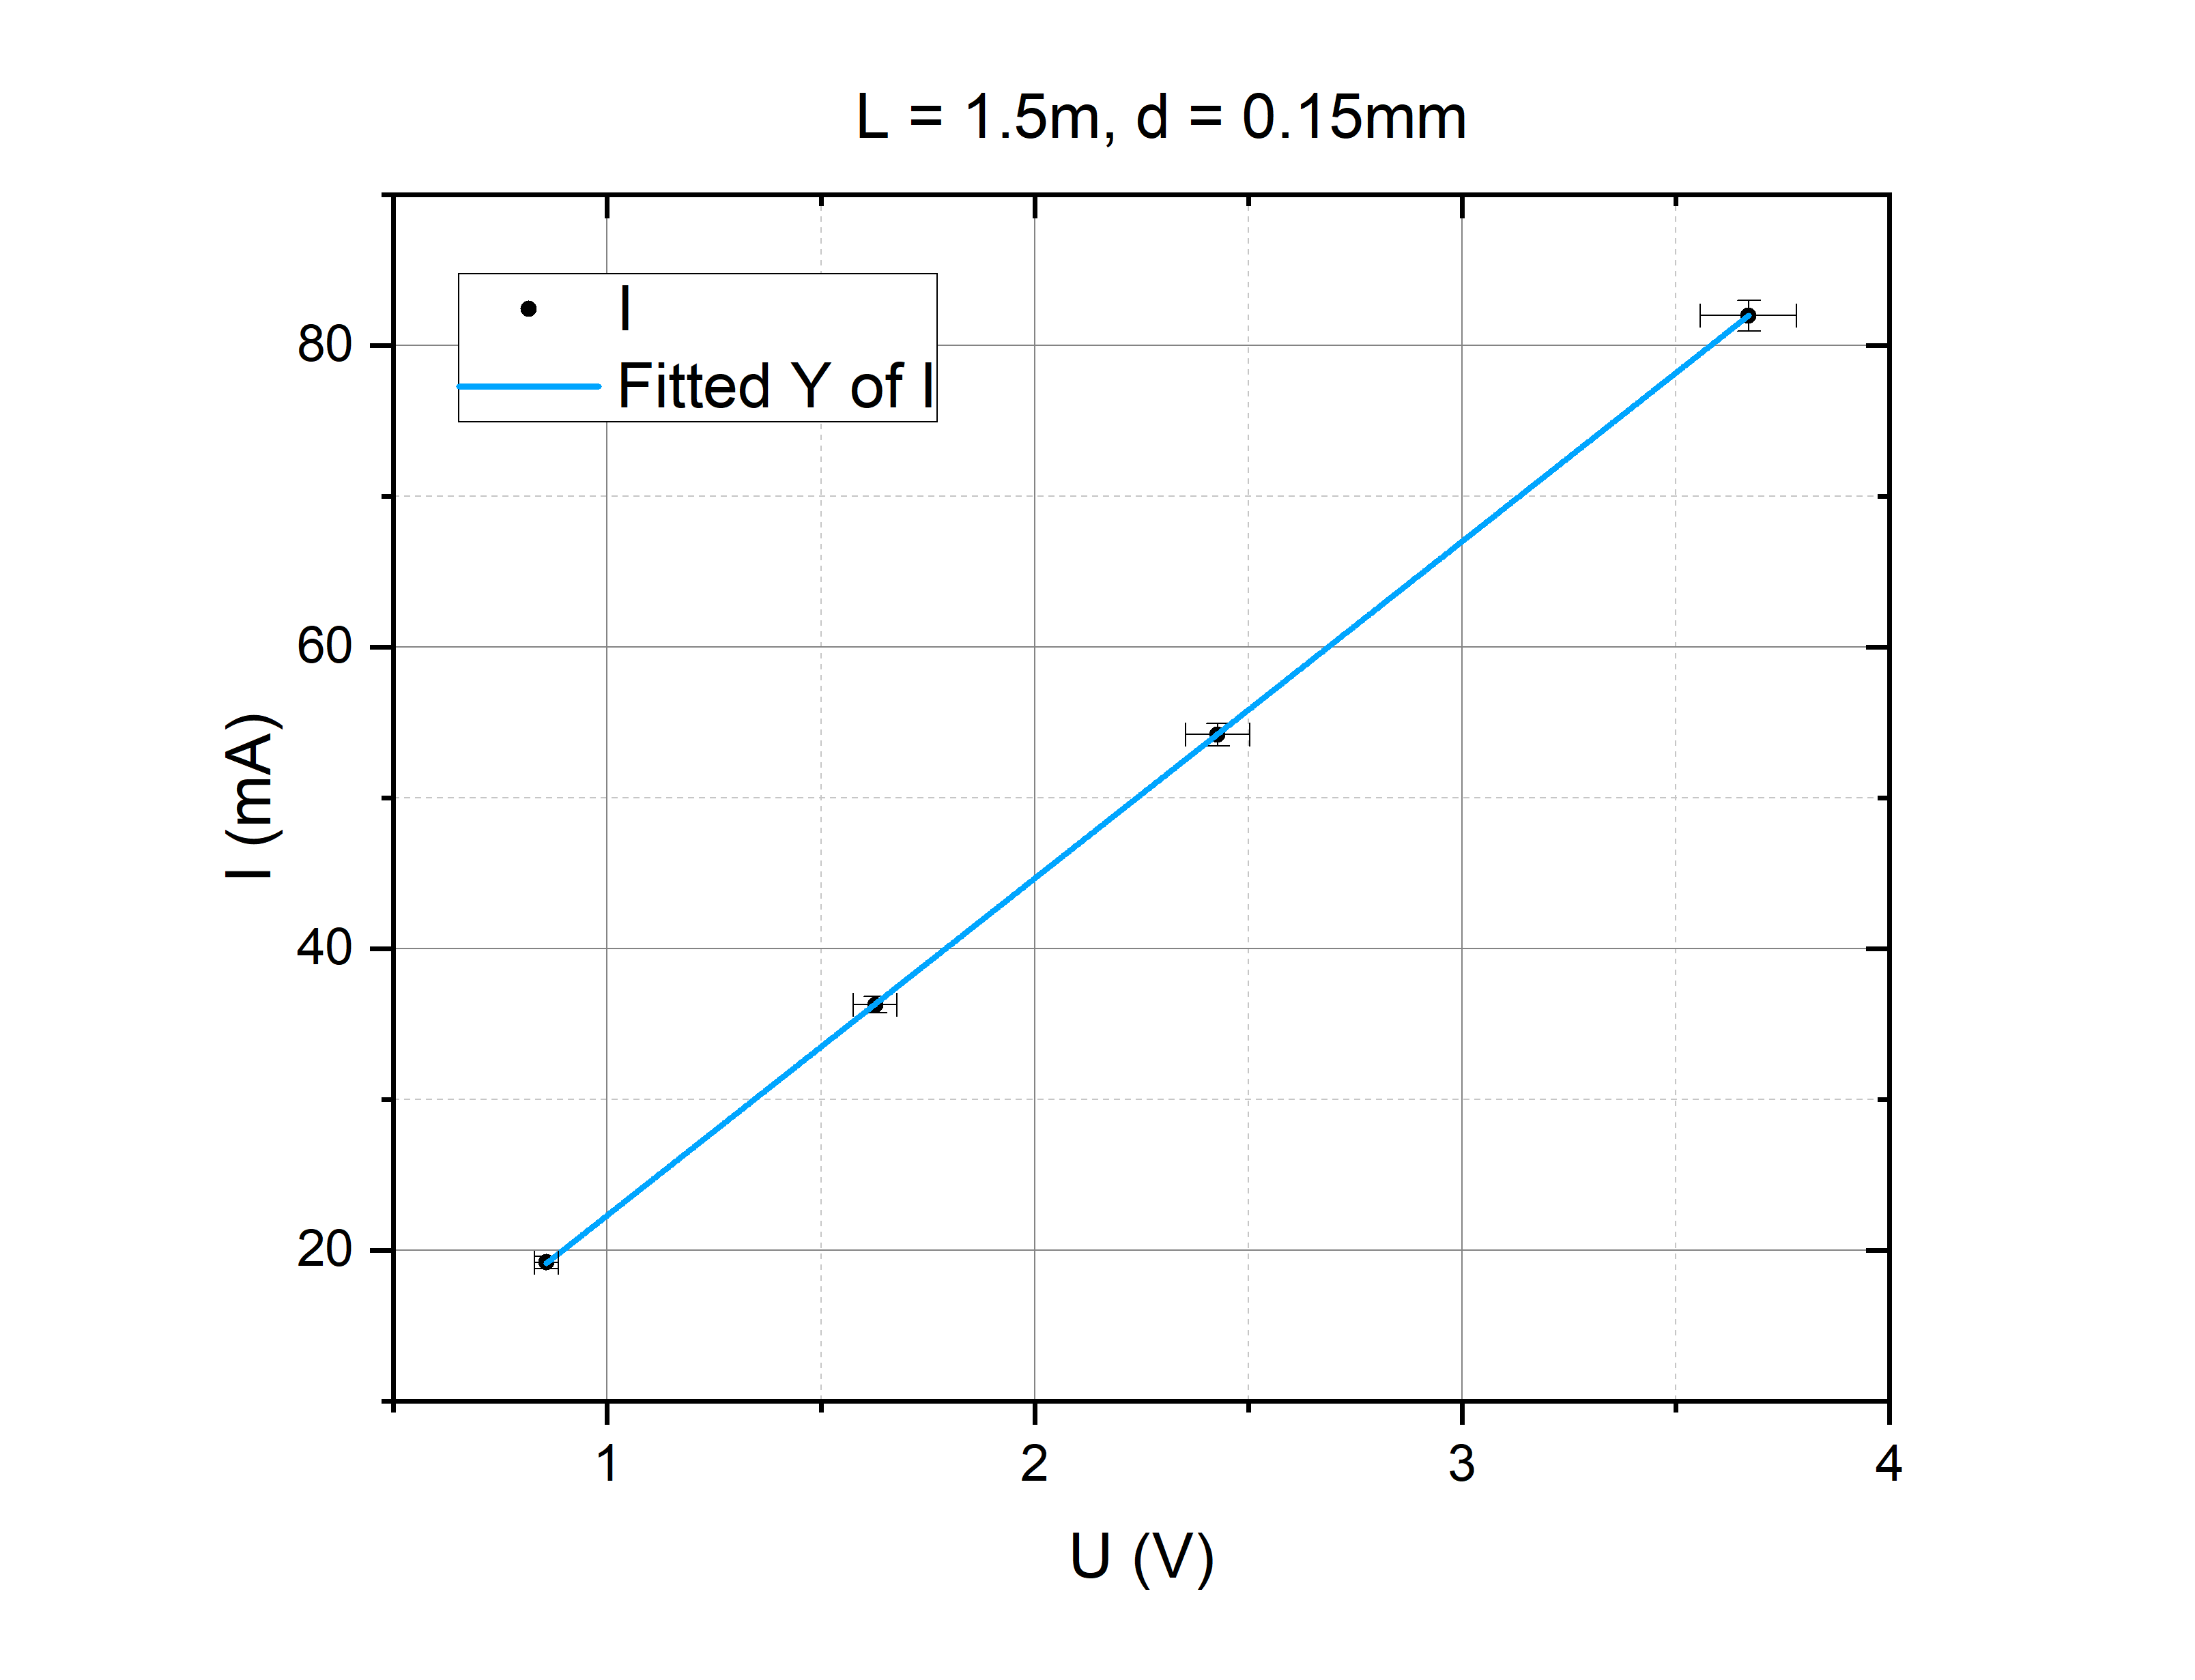 L = 1.5m, d = 0.15mm
I
Fitted Y of I
80
60
40
20
I (mA)
1 2 3 4
U (V)